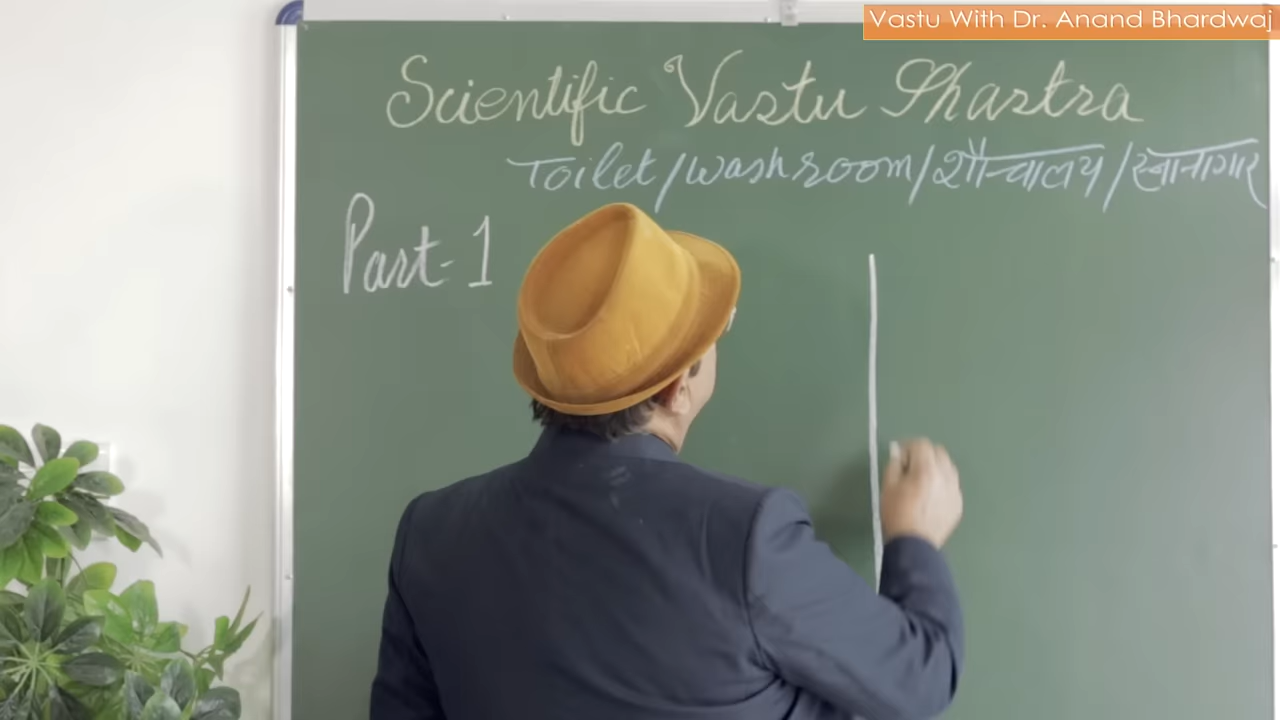 Vastu With Dr. Anand Bhardwaj
Scientific Vastu Shastra
Toilet/washroom/शौचालय/स्नानागार
Part-1